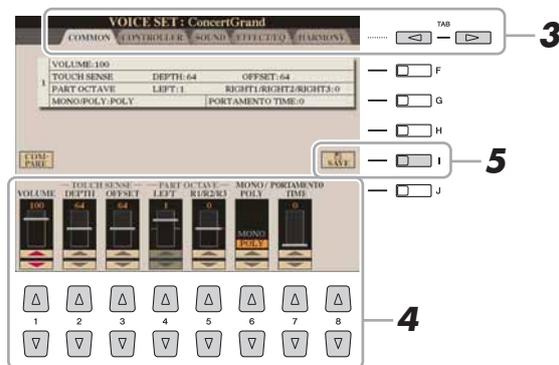 VOICE SET : ConcertGrand
COMMON CONTROLLER SOUND EFFECT/EQ HARMONY
TAB
3
VOLUME:100
1 TOUCH SENSE DEPTH:64 OFFSET:64
PART OCTAVE LEFT:1 RIGHT1/RIGHT2/RIGHT3:0
MONO/POLY:POLY PORTAMENTO TIME:0
F
G
H
I
5
J
COM-
PARE
SAVE
TOUCH SENSE PART OCTAVE MONO/ PORTAMENTO
VOLUME DEPTH OFFSET LEFT R1/R2/R3 POLY TIME
100 64 64 1 0 0
MONO
POLY
1 2 3 4 5 6 7 8
4